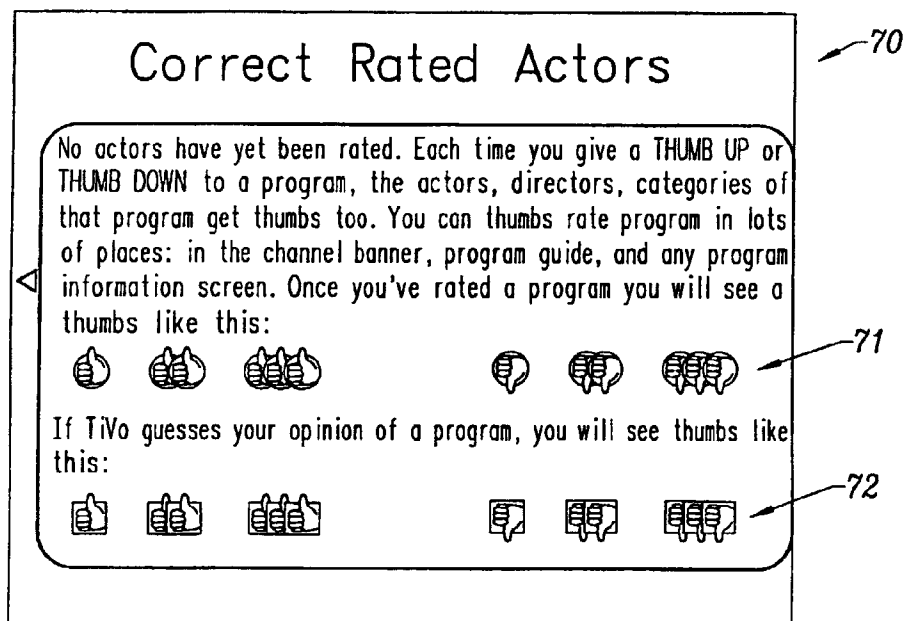 Correct Rated Actors
70
No actors have yet been rated. Each time you give a THUMB UP or
THUMB DOWN to a program, the actors, directors, categories of
that program get thumbs too. You can thumbs rate program in lots
of places: in the channel banner, program guide, and any program
information screen. Once you've rated a program you will see a
thumbs like this:
71
If TiVo guesses your opinion of a program, you will see thumbs like
this:
72